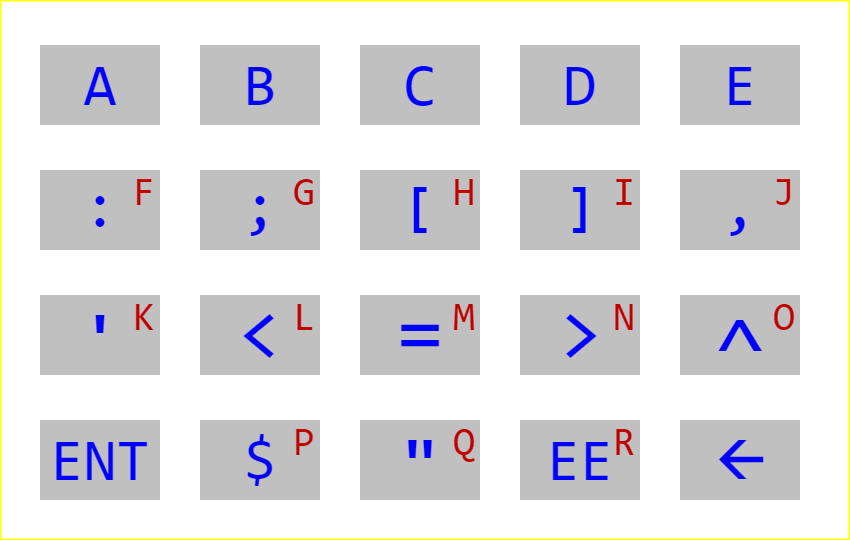 A B C D E
: F ; G [ H ] I , J
' K < L = M > N ^ O
ENT $ P " Q EE R ←